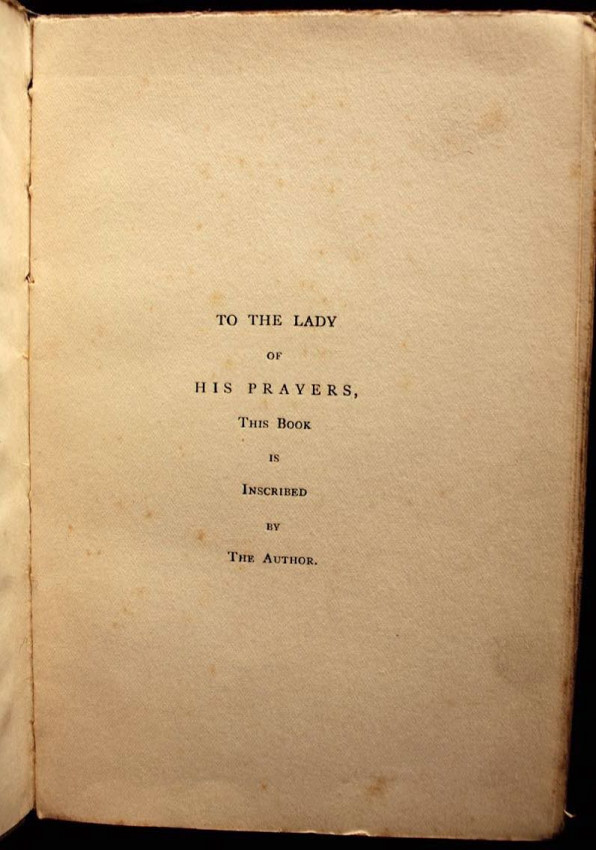 TO THE LADY
OF
HIS PRAYERS,
THIS BOOK
IS
INSCRIBED
BY
THE AUTHOR.